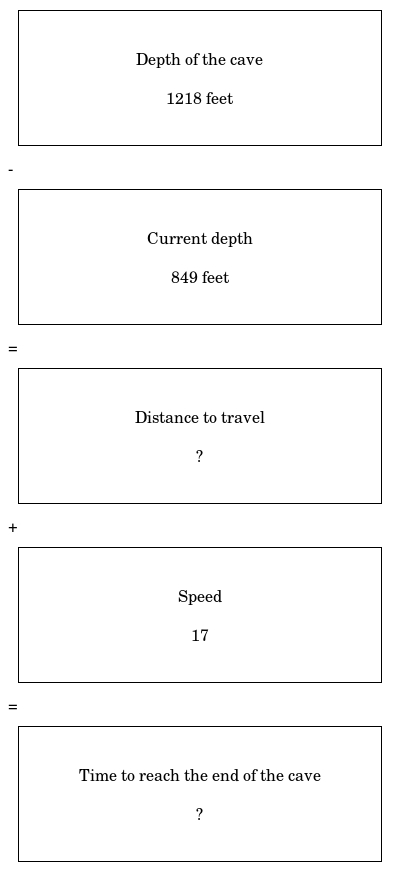 Depth of the cave
1218 feet
-
Current depth
849 feet
=
Distance to travel
?
+
Speed
17
=
Time to reach the end of the cave
?